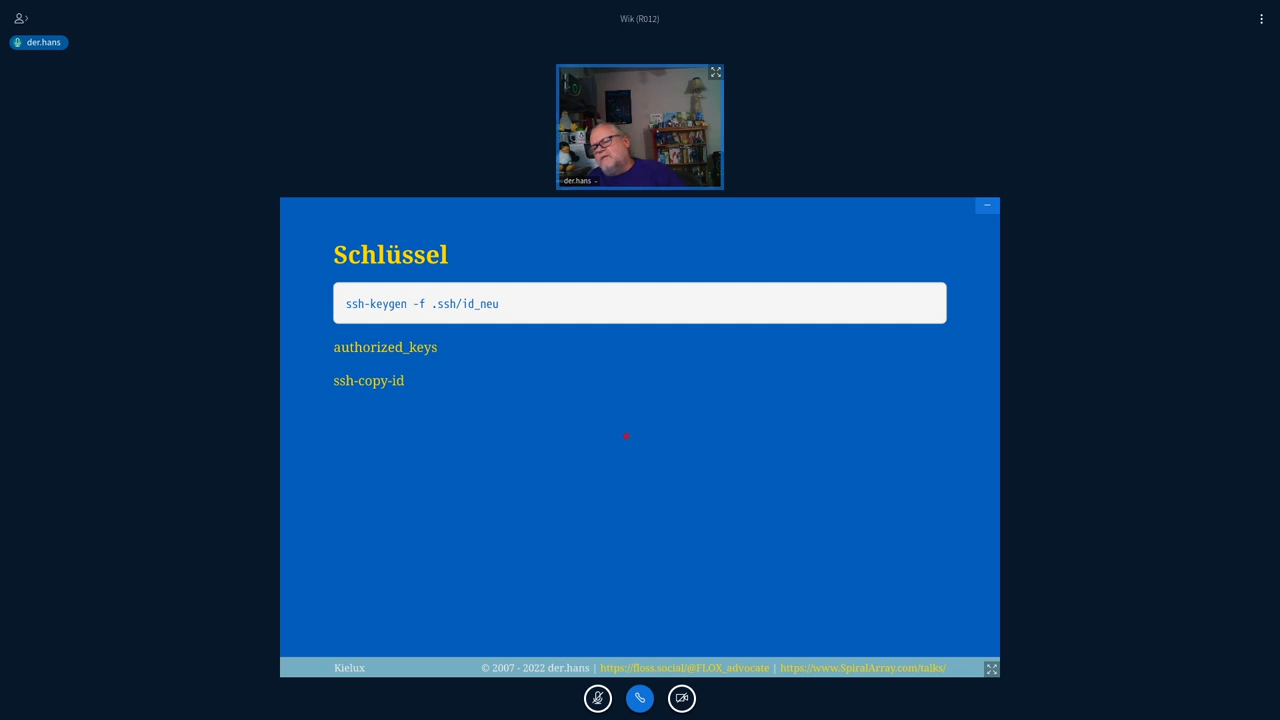 Wik (R012)
der.hans
der.hans
Schlüssel
ssh-keygen -f .ssh/id_neu
authorized_keys
ssh-copy-id
Kielux
© 2007 - 2022 der.hans | https://floss.social/@FLOX_advocate | https://www.SpiralArray.com/talks/